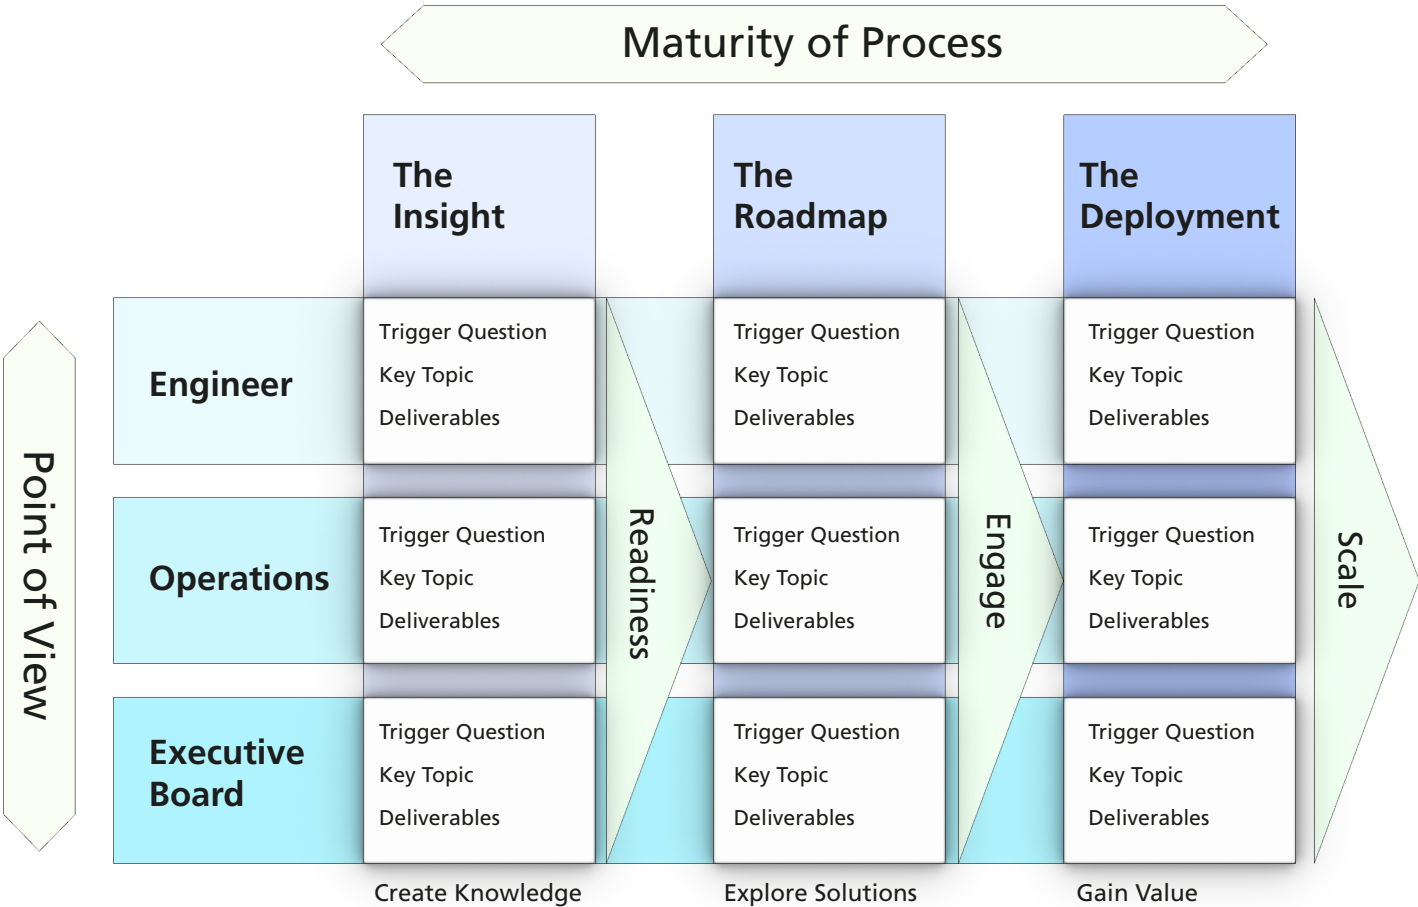 Maturity of Process
The
Insight
The
Roadmap
The
Deployment
Point of View
Engineer
Trigger Question
Key Topic
Deliverables
Trigger Question
Key Topic
Deliverables
Trigger Question
Key Topic
Deliverables
Operations
Trigger Question
Key Topic
Deliverables
Readiness
Trigger Question
Key Topic
Deliverables
Engage
Trigger Question
Key Topic
Deliverables
Scale
Executive
Board
Trigger Question
Key Topic
Deliverables
Trigger Question
Key Topic
Deliverables
Trigger Question
Key Topic
Deliverables
Create Knowledge
Explore Solutions
Gain Value